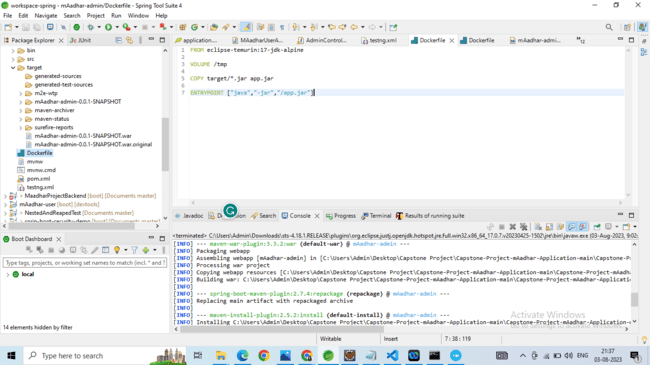 workspace-spring - mAadhar-admin/Dockerfile - Spring Tool Suite 4
File Edit Navigate Search Project Run Window Help
Package Explorer JUnit
application....
MAadharUserA...
AdminControl...
testng.xml
Dockerfile
Dockerfile
mAadhar-admi...
bin
src
target
generated-sources
generated-test-sources
m2e-wtp
mAadhar-admin-0.0.1-SNAPSHOT
maven-archiver
maven-status
surefire-reports
mAadhar-admin-0.0.1-SNAPSHOT.war
mAadhar-admin-0.0.1-SNAPSHOT.war.original
Dockerfile
mvnw
mvnw.cmd
pom.xml
testng.xml
MaadharProjectBackend [boot] [Documents master]
mAadhar-user [boot] [devtools]
NestedAndReapedTest [Documents master]
1 FROM eclipse-temurin:17-jdk-alpine
2
3 VOLUME /tmp
4
5 COPY target/*.jar app.jar
6
7 ENTRYPOINT ["java","-jar","/app.jar"]
Boot Dashboard
Type tags, projects, or working set names to match (incl. * and ?
local
14 elements hidden by filter
Javadoc Search Console Progress Terminal Results of running suite
<terminated> C:\Users\Admin\Downloads\sts-4.18.1.RELEASE\plugins\org.eclipse.justj.openjdk.hotspot.jre.full.win32.x86_64_17.0.7.v20230425-1502\jre\bin\javaw.exe (03-Aug-2023, 9:02:
[INFO] --- maven-war-plugin:3.3.2:war (default-war) @ mAadhar-admin ---
[INFO] Packaging webapp
[INFO] Assembling webapp [mAadhar-admin] in [C:\Users\Admin\Desktop\Capstone Project\Capstone-Project-mAadhar-Application-main\Capstone-P
[INFO] Processing war project
[INFO] Copying webapp resources [C:\Users\Admin\Desktop\Capstone Project\Capstone-Project-mAadhar-Application-main\Capstone-Project-mAadh
[INFO] Building war: C:\Users\Admin\Desktop\Capstone Project\Capstone-Project-mAadhar-Application-main\Capstone-Project-mAadhar-Applicati
[INFO]
[INFO] --- spring-boot-maven-plugin:2.7.4:repackage (repackage) @ mAadhar-admin ---
[INFO] Replacing main artifact with repackaged archive
[INFO]
[INFO] --- maven-install-plugin:2.5.2:install (default-install) @ mAadhar-admin ---
[INFO] Installing C:\Users\Admin\Desktop\Capstone Project\Capstone-Project-mAadhar-Application-main\Capstone-Project-mAadhar-Application-
Activate Windows
Go to Settings to activate Windows.
Writable Insert 7 : 38 : 119
Type here to search
ENG
21:37
03-08-2023